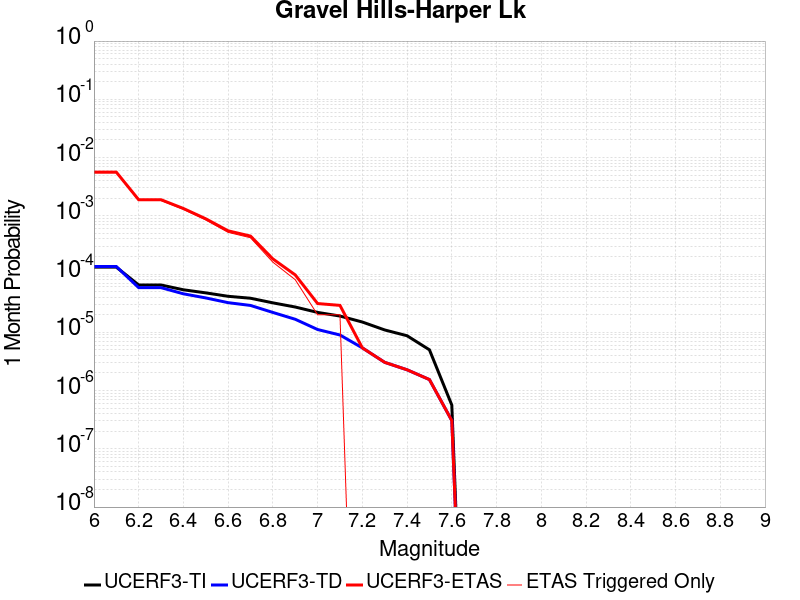 Gravel Hills-Harper Lk
10^0
10^-1
10^-2
10^-3
10^-4
10^-5
10^-6
10^-7
10^-8
1 Month Probability
6 6.2 6.4 6.6 6.8 7 7.2 7.4 7.6 7.8 8 8.2 8.4 8.6 8.8 9
Magnitude
UCERF3-TI UCERF3-TD UCERF3-ETAS ETAS Triggered Only